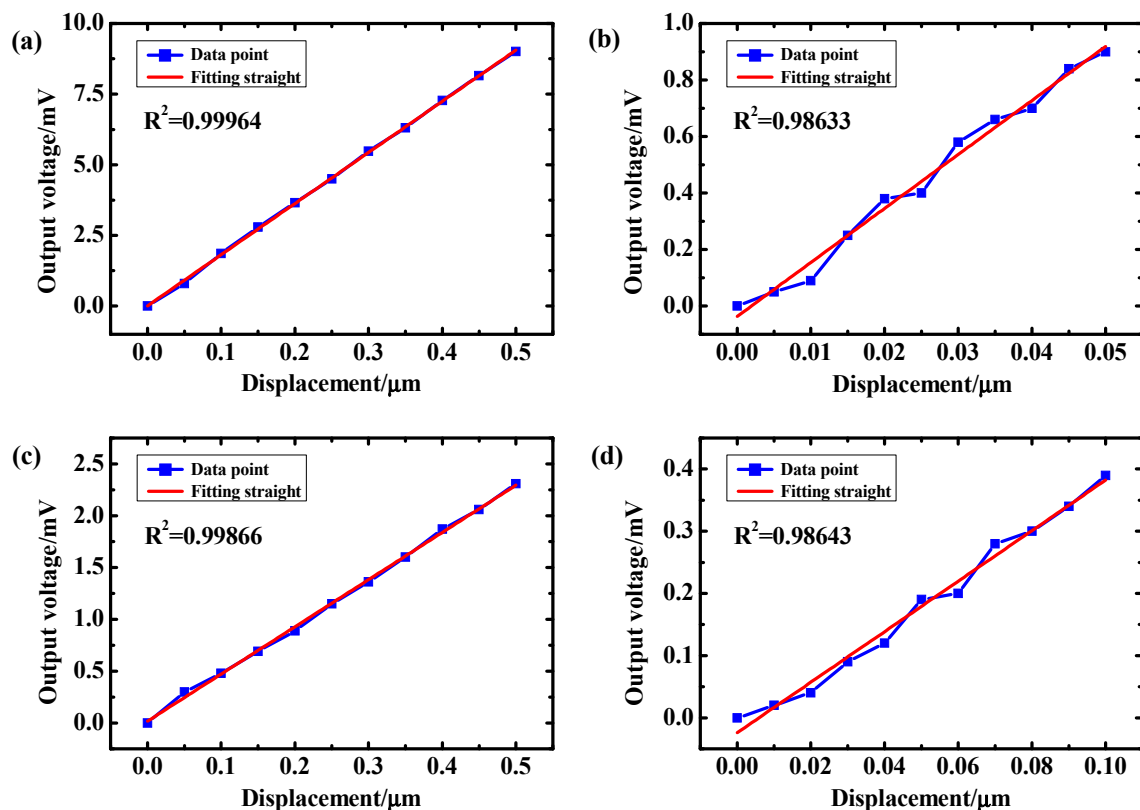 (a)
10.0
7.5
5.0
2.5
0.0
Output voltage/mV
Data point
Fitting straight
R²=0.99964
0.0 0.1 0.2 0.3 0.4 0.5
Displacement/μm
(b)
1.0
0.8
0.6
0.4
0.2
0.0
Output voltage/mV
Data point
Fitting straight
R²=0.98633
0.00 0.01 0.02 0.03 0.04 0.05
Displacement/μm
(c)
2.5
2.0
1.5
1.0
0.5
0.0
Output voltage/mV
Data point
Fitting straight
R²=0.99866
0.0 0.1 0.2 0.3 0.4 0.5
Displacement/μm
(d)
0.4
0.3
0.2
0.1
0.0
Output voltage/mV
Data point
Fitting straight
R²=0.98643
0.00 0.02 0.04 0.06 0.08 0.10
Displacement/μm